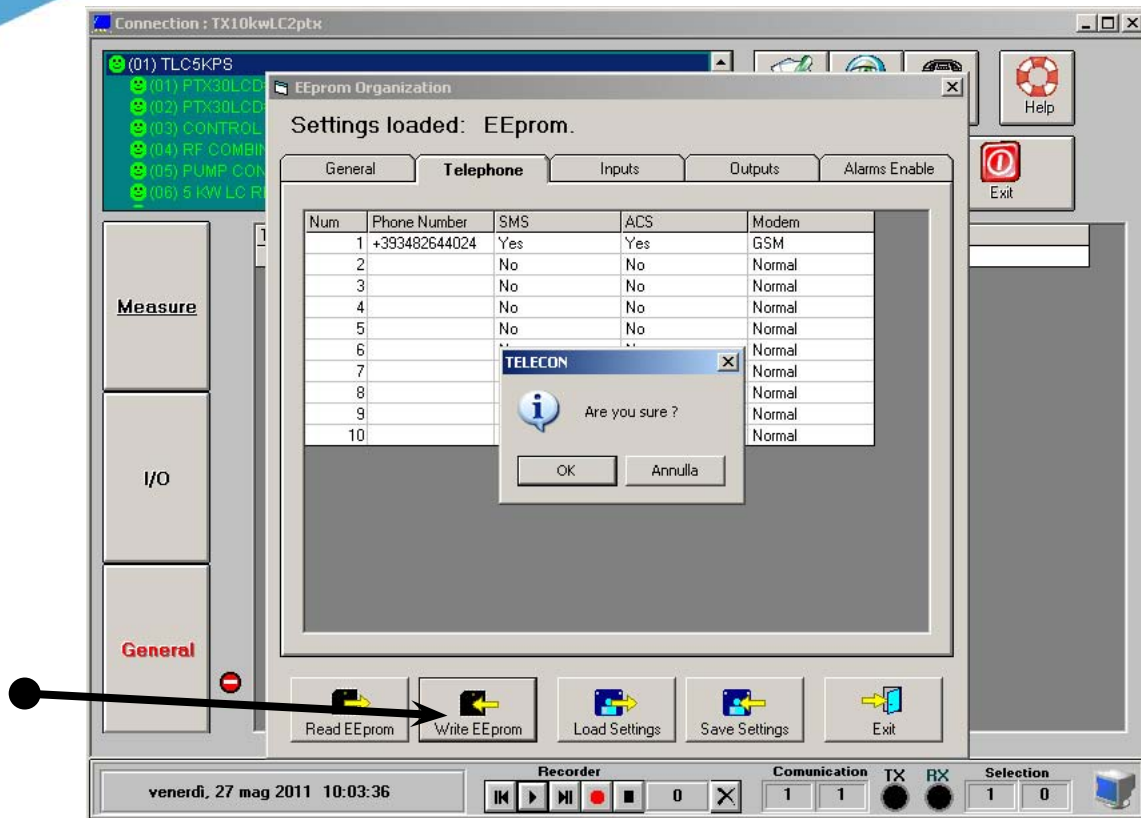 Connection : TX10kwLC2ptx
(01) TLC5KPS
(01) PTX30LCD
(02) PTX30LCD
(03) CONTROL
(04) RF COMBIN
(05) PUMP CON
(06) 5 KW LC R
Help
Exit
EEprom Organization
Settings loaded: EEprom.
General Telephone Inputs Outputs Alarms Enable
Num Phone Number SMS ACS Modem
1 +393482644024 Yes Yes GSM
2 No No Normal
3 No No Normal
4 No No Normal
5 No No Normal
6 Normal
7 Normal
8 Normal
9 Normal
10 Normal
TELECON
Are you sure ?
OK Annulla
Measure
I/O
General
Read EEprom Write EEprom Load Settings Save Settings Exit
venerdì, 27 mag 2011 10:03:36
Recorder
0
Comunication TX RX
1 1
Selection
1 0